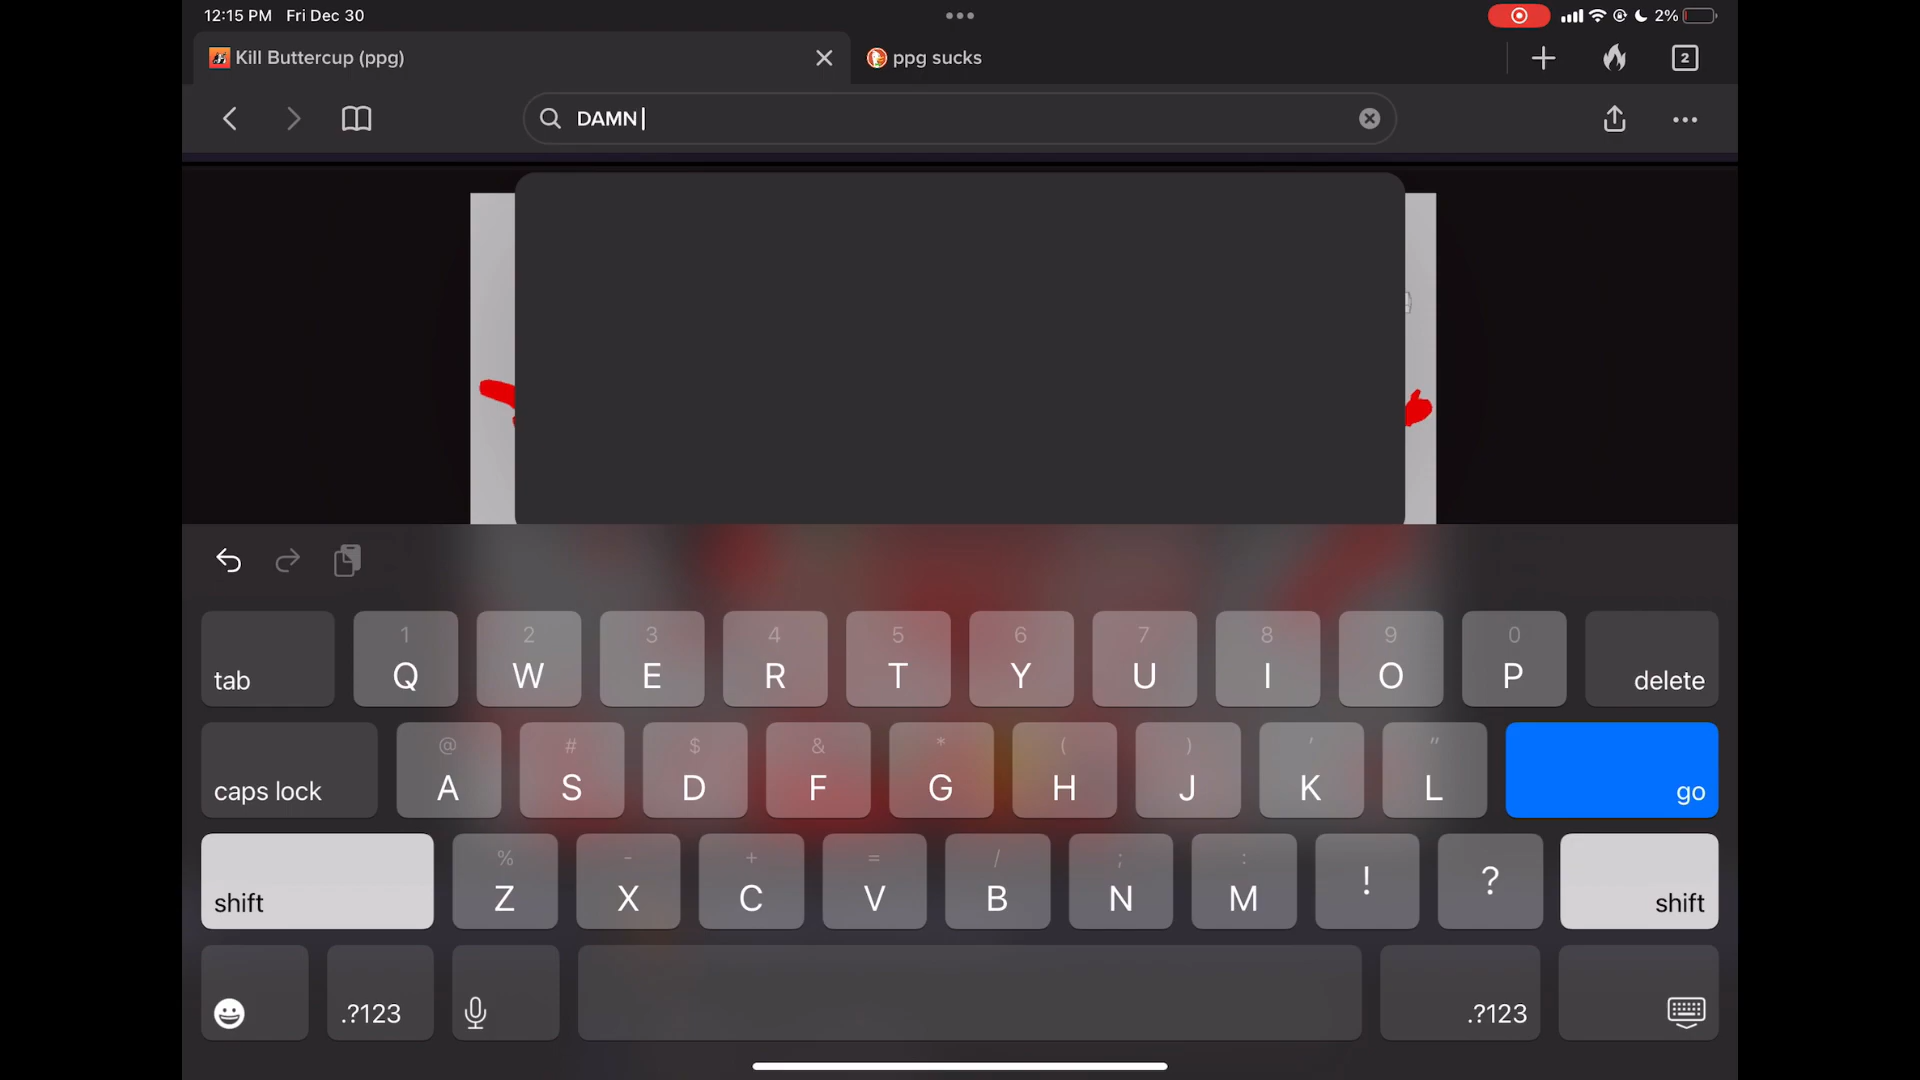 12:15 PM Fri Dec 30
2%
Kill Buttercup (ppg)
ppg sucks
2
DAMN
1 2 3 4 5 6 7 8 9 0
tab Q W E R T Y U I O P delete
@ # $ & * ( ) ' "
caps lock A S D F G H J K L go
% - + = / ; :
shift Z X C V B N M ! ? shift
.?123 .?123